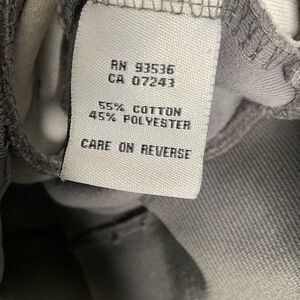 RN 93536
CA 07243
55% COTTON
45% POLYESTER
CARE ON REVERSE